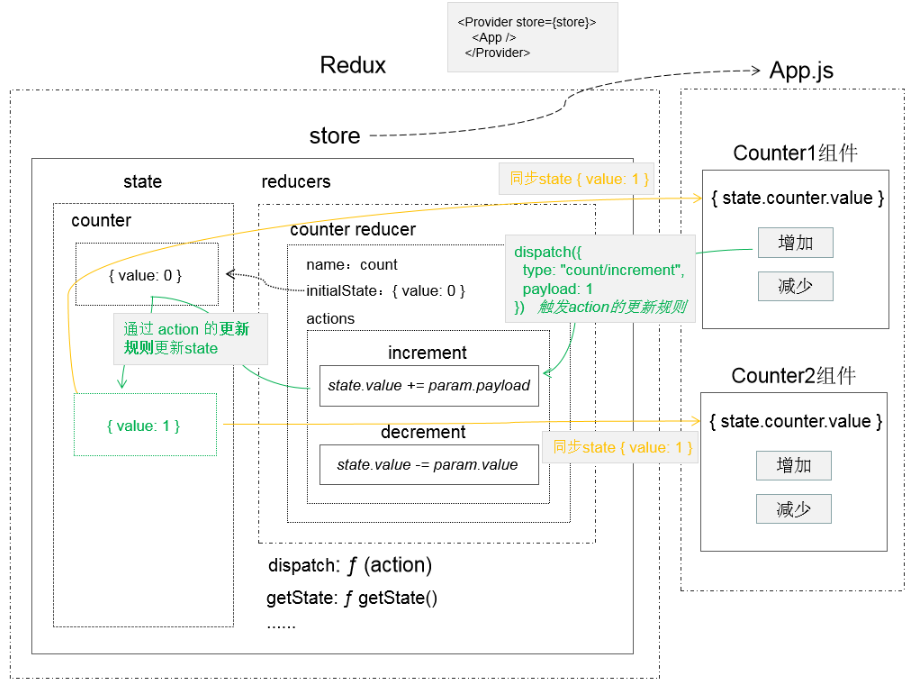 <Provider store={store}>
<App />
</Provider>
Redux
App.js
store
state
reducers
同步state { value: 1 }
Counter1组件
counter
{ value: 0 }
counter reducer
name：count
initialState：{ value: 0 }
actions
dispatch({
type: "count/increment",
payload: 1
}) 触发action的更新规则
{ state.counter.value }
增加
减少
通过 action 的更新
规则更新state
increment
state.value += param.payload
{ value: 1 }
decrement
state.value -= param.value
同步state { value: 1 }
Counter2组件
{ state.counter.value }
增加
减少
dispatch: ƒ (action)
getState: ƒ getState()
......